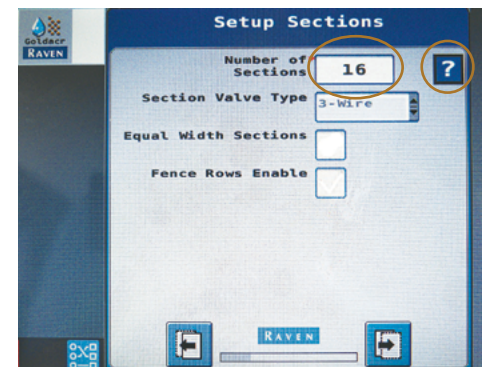 Setup Sections
Goldacr
RAVEN
Number of
Sections
16
?
Section Valve Type
3-Wire
Equal Width Sections
Fence Rows Enable
RAVEN